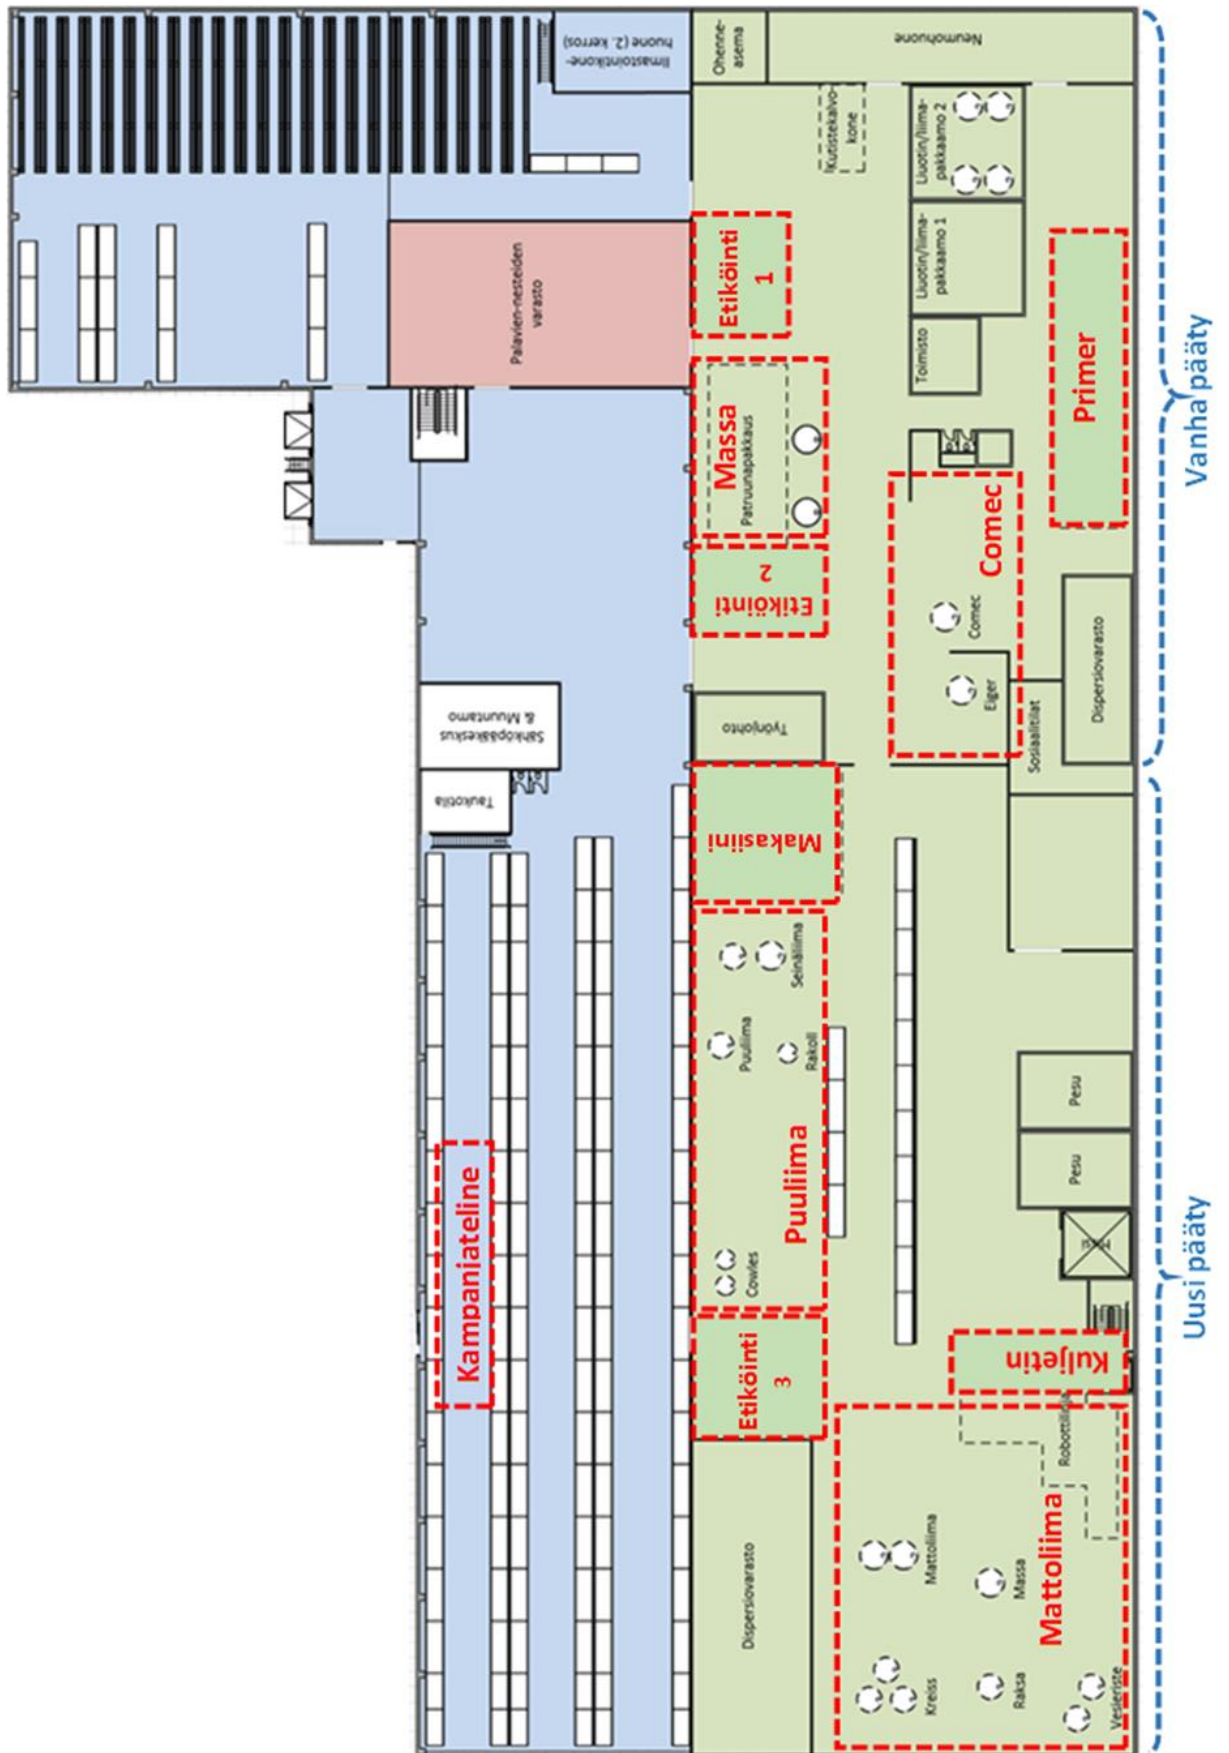 Ilmastointikone-
huone (2. kerros)
Ohenne-
asema
Neumohuone
Kutistekalvo-
kone
Liuotin/liima-
pakkaamo 2
Liuotin/liima-
pakkaamo 1
Palavien-nesteiden
varasto
Etiköinti
1
Toimisto
Primer
Massa
Patruunapakkaus
Etiköinti
2
Comec
Comec
Eiger
Dispersiovarasto
Sosiaalitilat
Työnjohto
Sähköpääkeskus
& Muuntamo
Taukotila
Makasiini
Seinäliima
Puuliima
Rakoll
Puuliima
Cowles
Kampaniateline
Etiköinti
3
Pesu
Pesu
Hissi
Kuljetin
Robottilinja
Mattoliima
Massa
Mattoliima
Kreiss
Raksa
Vesieriste
Dispersiovarasto
Vanha pääty
Uusi pääty